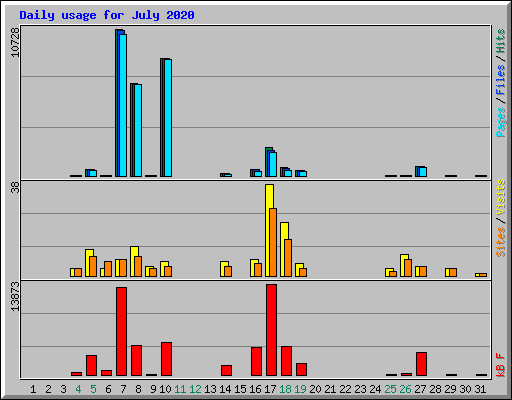 Daily usage for July 2020
10728
Pages / Files / Hits
38
Sites / Visits
13873
kB F
1 2 3 4 5 6 7 8 9 10 11 12 13 14 15 16 17 18 19 20 21 22 23 24 25 26 27 28 29 30 31